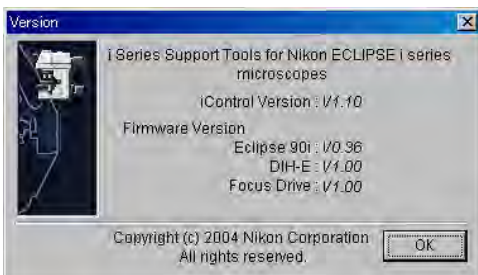 Version
i Series Support Tools for Nikon ECLIPSE i series
microscopes
iControl Version : V1.10
Firmware Version
Eclipse 90i : V0.36
DIH-E : V1.00
Focus Drive : V1.00
Copyright (c) 2004 Nikon Corporation
All rights reserved.
OK